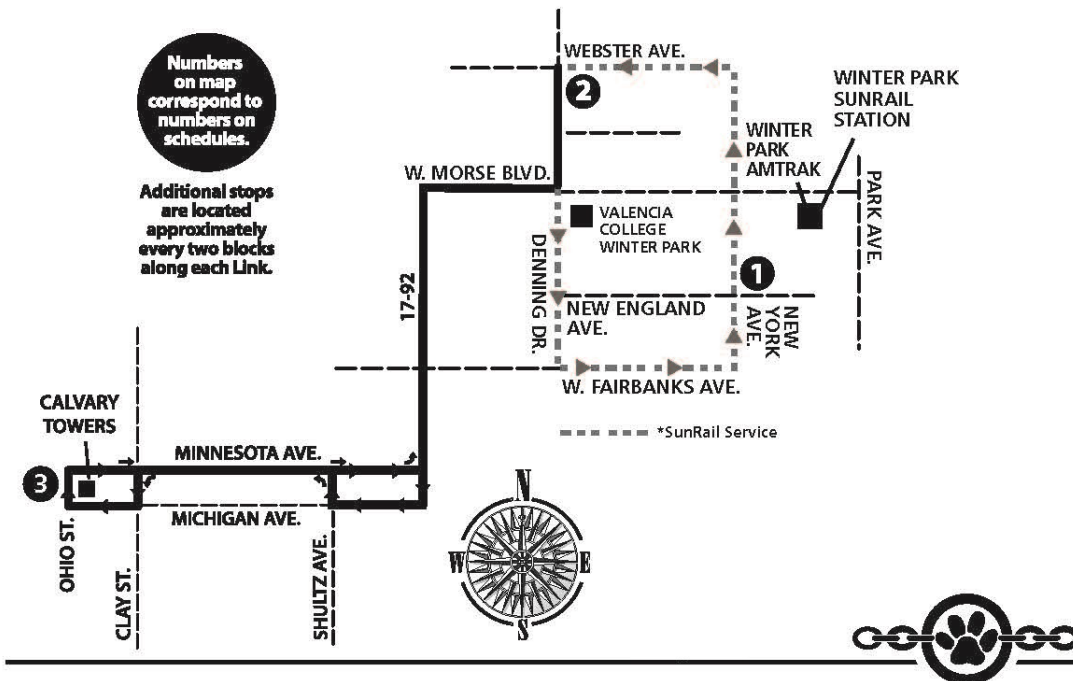 Numbers
on map
correspond to
numbers on
schedules.
Additional stops
are located
approximately
every two blocks
along each Link.
WEBSTER AVE.
2
WINTER PARK
SUNRAIL
STATION
WINTER
PARK
AMTRAK
W. MORSE BLVD.
PARK AVE.
VALENCIA
COLLEGE
WINTER PARK
DENNING DR.
17-92
1
NEW ENGLAND
AVE.
NEW
YORK
AVE.
W. FAIRBANKS AVE.
*SunRail Service
CALVARY
TOWERS
MINNESOTA AVE.
3
MICHIGAN AVE.
OHIO ST.
CLAY ST.
SHULTZ AVE.
N
W
E
S